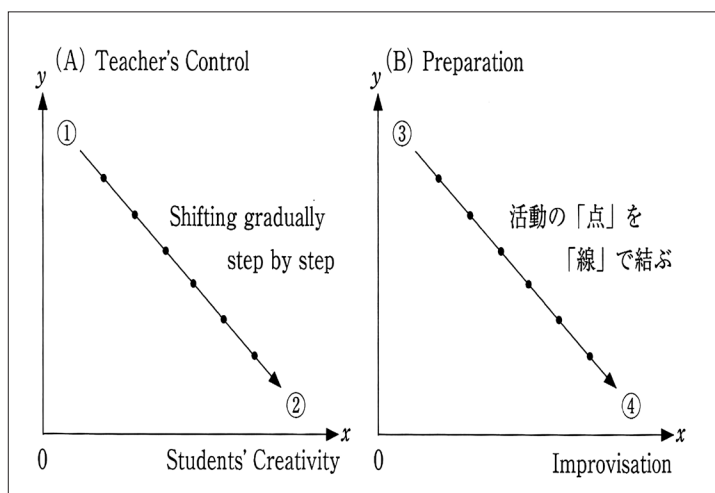 (A) Teacher's Control
y
①
Shifting gradually
step by step
②
x
0
Students' Creativity
(B) Preparation
y
③
活動の「点」を
「線」で結ぶ
④
x
0
Improvisation